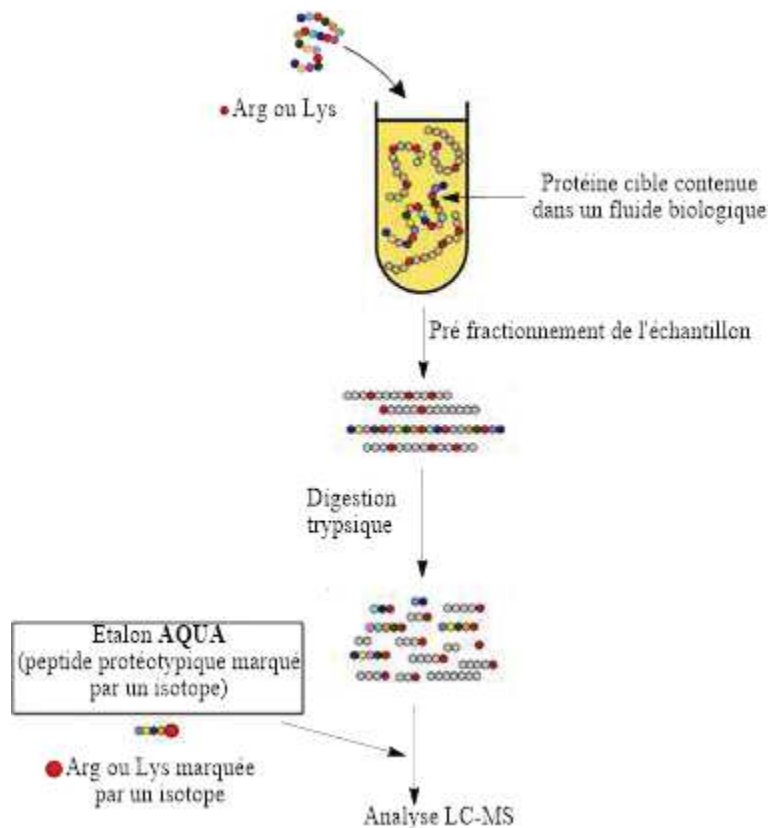 Arg ou Lys
Protéine cible contenue
dans un fluide biologique
Pré fractionnement de l'échantillon
Digestion
trypsique
Etalon AQUA
(peptide protéotypique marqué
par un isotope)
Arg ou Lys marquée
par un isotope
Analyse LC-MS